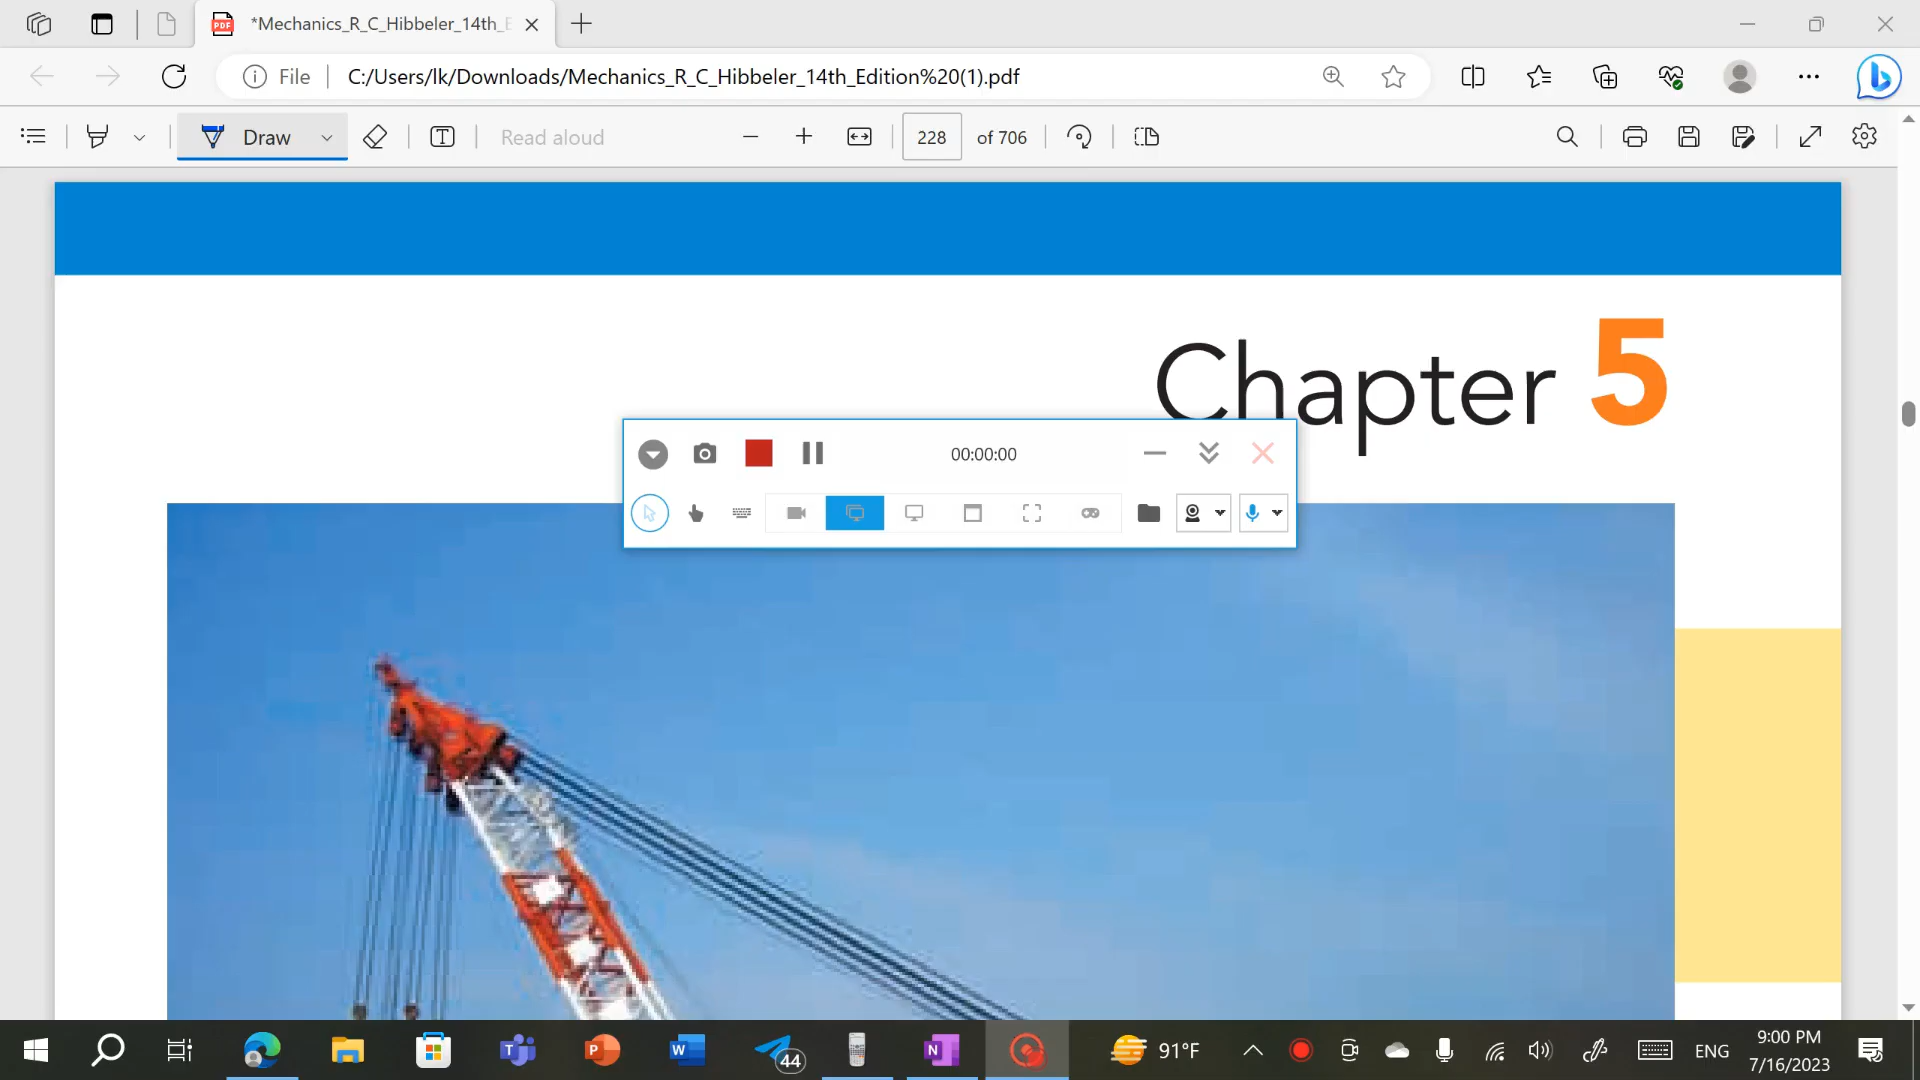 *Mechanics_R_C_Hibbeler_14th_E
File
C:/Users/lk/Downloads/Mechanics_R_C_Hibbeler_14th_Edition%20(1).pdf
Draw
Read aloud
228 of 706
Chapter 5
00:00:00
44
91°F
ENG
9:00 PM
7/16/2023